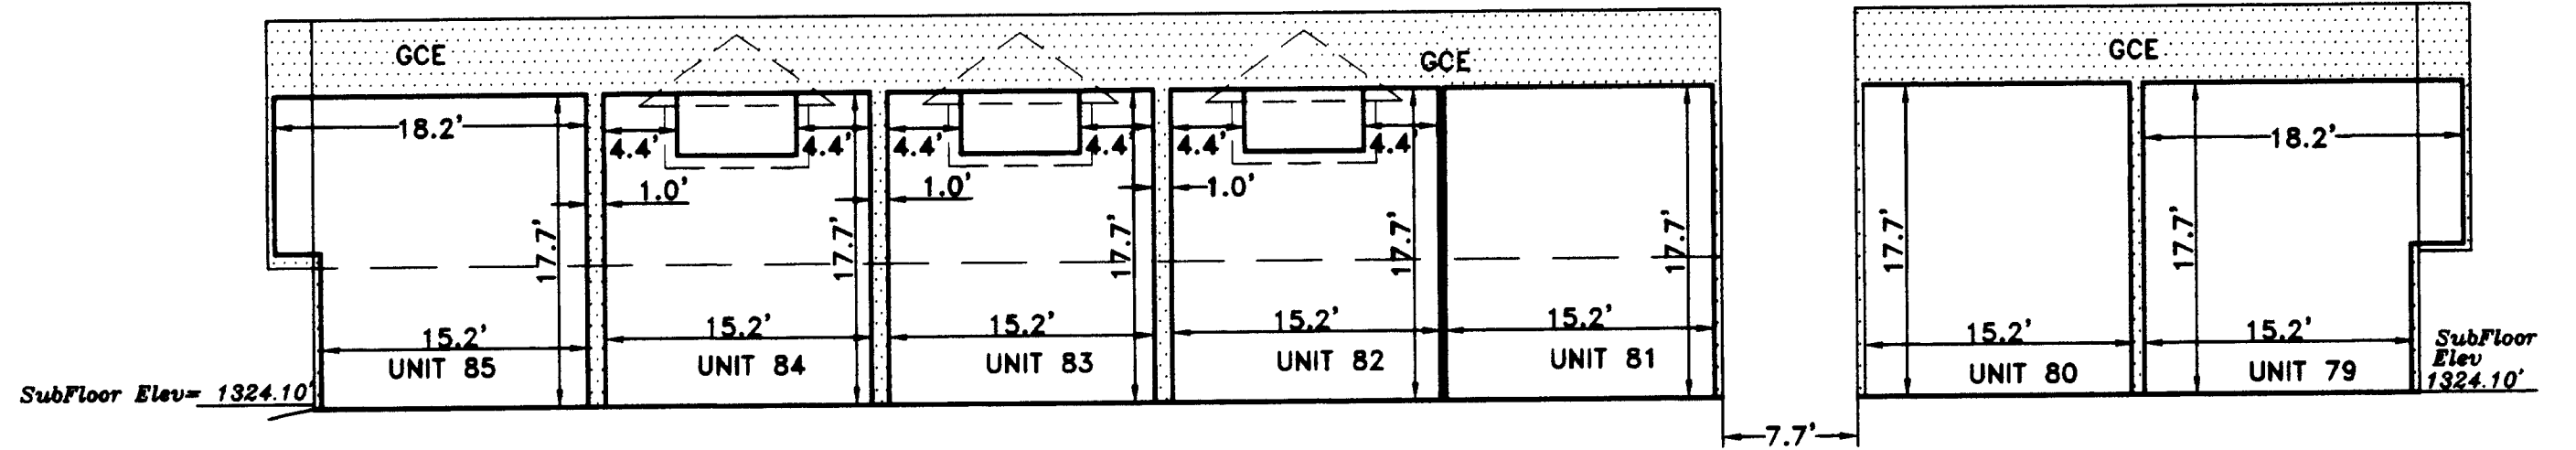 GCE
GCE
GCE
18.2'
4.4'
4.4'
4.4'
4.4'
4.4'
4.4
18.2'
1.0'
1.0'
1.0'
17.7'
17.7'
17.7'
17.7'
17.7'
17.7'
17.7'
15.2'
15.2'
15.2'
15.2'
15.2'
15.2'
15.2'
UNIT 85
UNIT 84
UNIT 83
UNIT 82
UNIT 81
UNIT 80
UNIT 79
SubFloor Elev= 1324.10'
SubFloor
Elev
1324.10'
7.7'